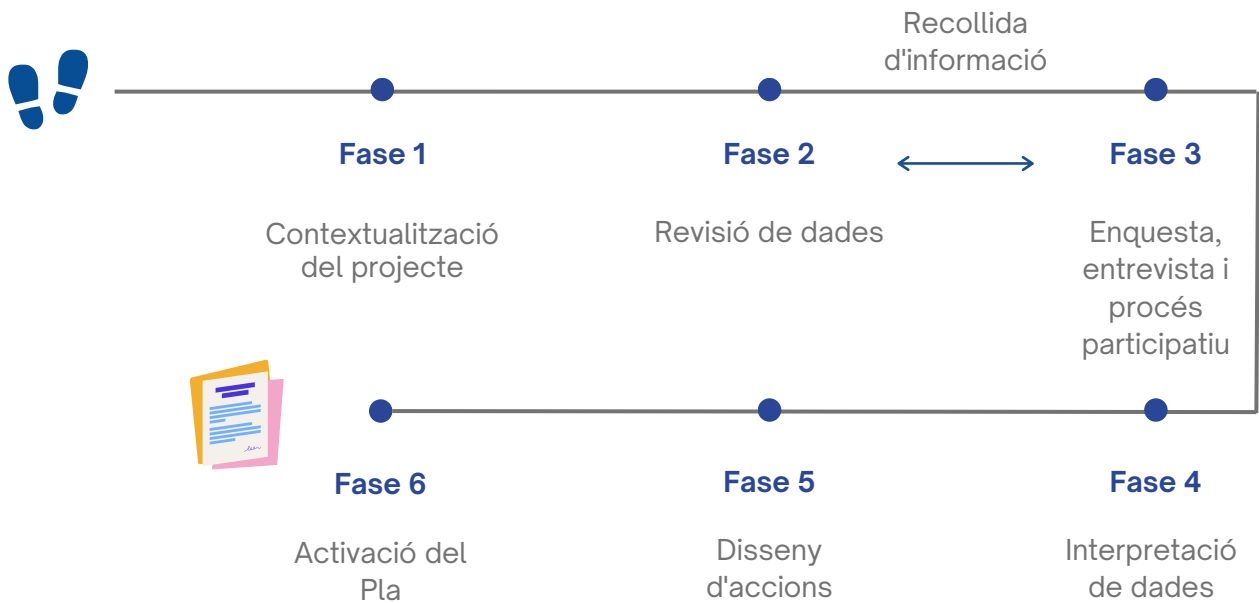 Recollida
d'informació
Fase 1
Fase 2
Fase 3
Contextualització
del projecte
Revisió de dades
Enquesta,
entrevista i
procés
participatiu
Fase 6
Fase 5
Fase 4
Activació del
Pla
Disseny
d'accions
Interpretació
de dades